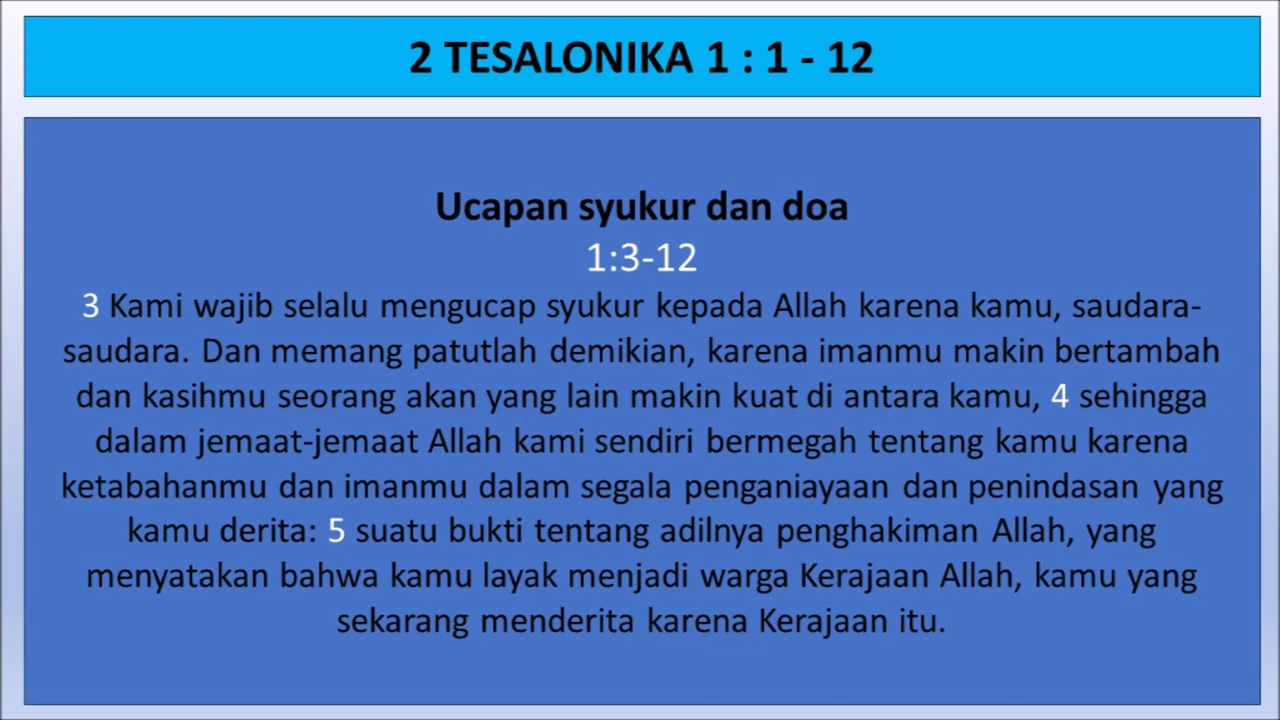 2 TESALONIKA 1 : 1 - 12
Ucapan syukur dan doa
1:3-12
3 Kami wajib selalu mengucap syukur kepada Allah karena kamu, saudara-
saudara. Dan memang patutlah demikian, karena imanmu makin bertambah
dan kasihmu seorang akan yang lain makin kuat di antara kamu, 4 sehingga
dalam jemaat-jemaat Allah kami sendiri bermegah tentang kamu karena
ketabahanmu dan imanmu dalam segala penganiayaan dan penindasan yang
kamu derita: 5 suatu bukti tentang adilnya penghakiman Allah, yang
menyatakan bahwa kamu layak menjadi warga Kerajaan Allah, kamu yang
sekarang menderita karena Kerajaan itu.